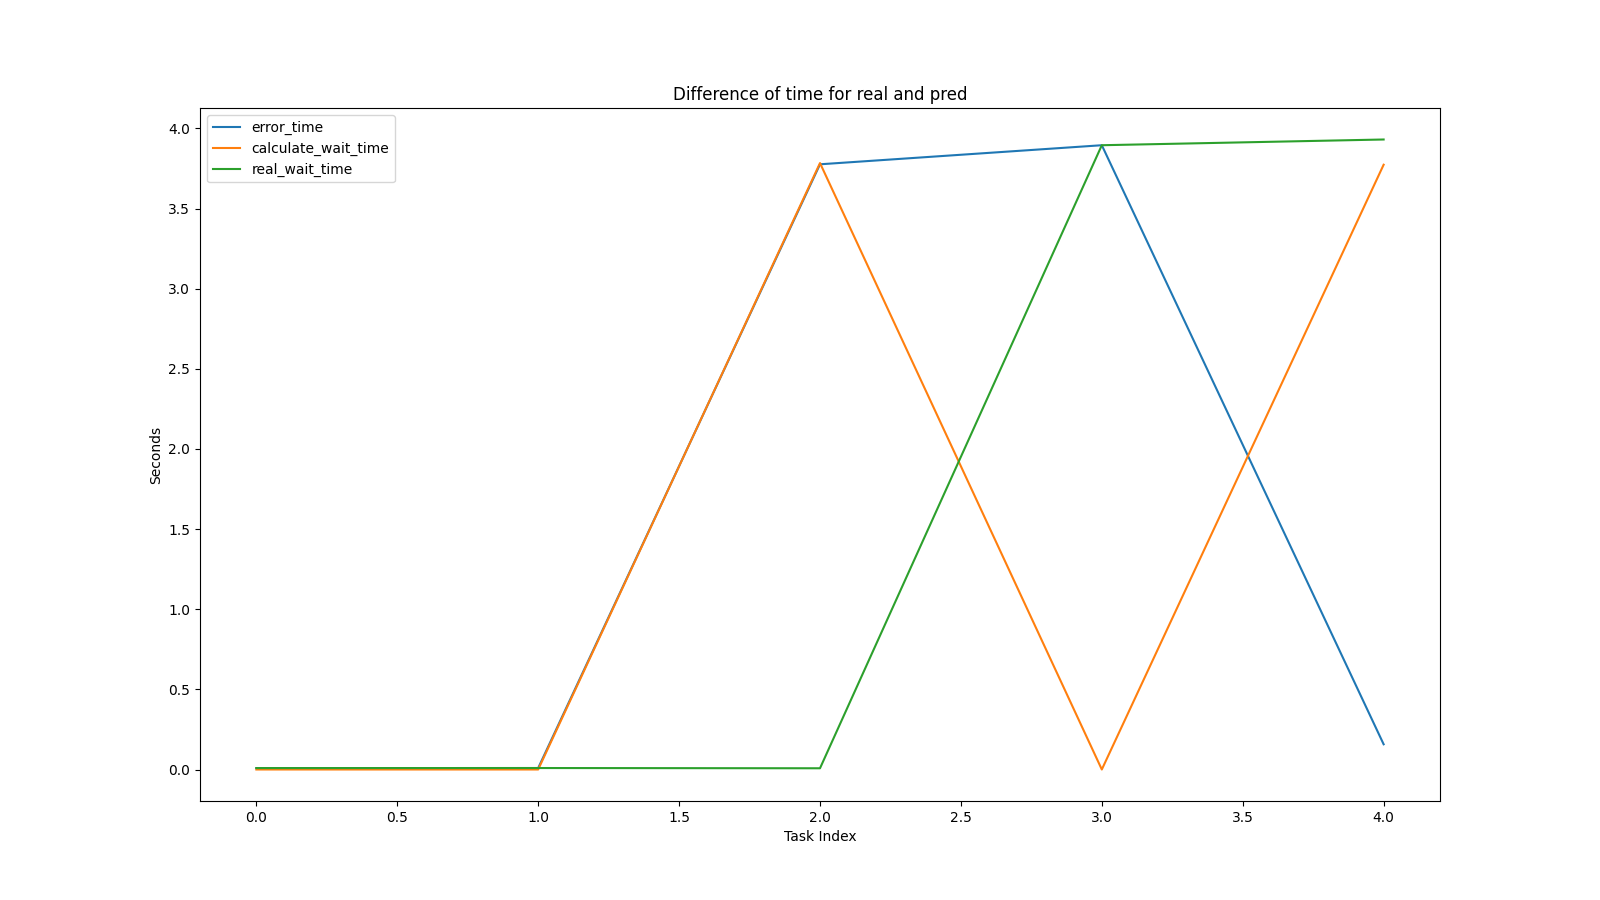 Difference of time for real and pred
error_time
calculate_wait_time
real_wait_time
4.0
3.5
3.0
2.5
2.0
1.5
1.0
0.5
0.0
Seconds
0.0 0.5 1.0 1.5 2.0 2.5 3.0 3.5 4.0
Task Index